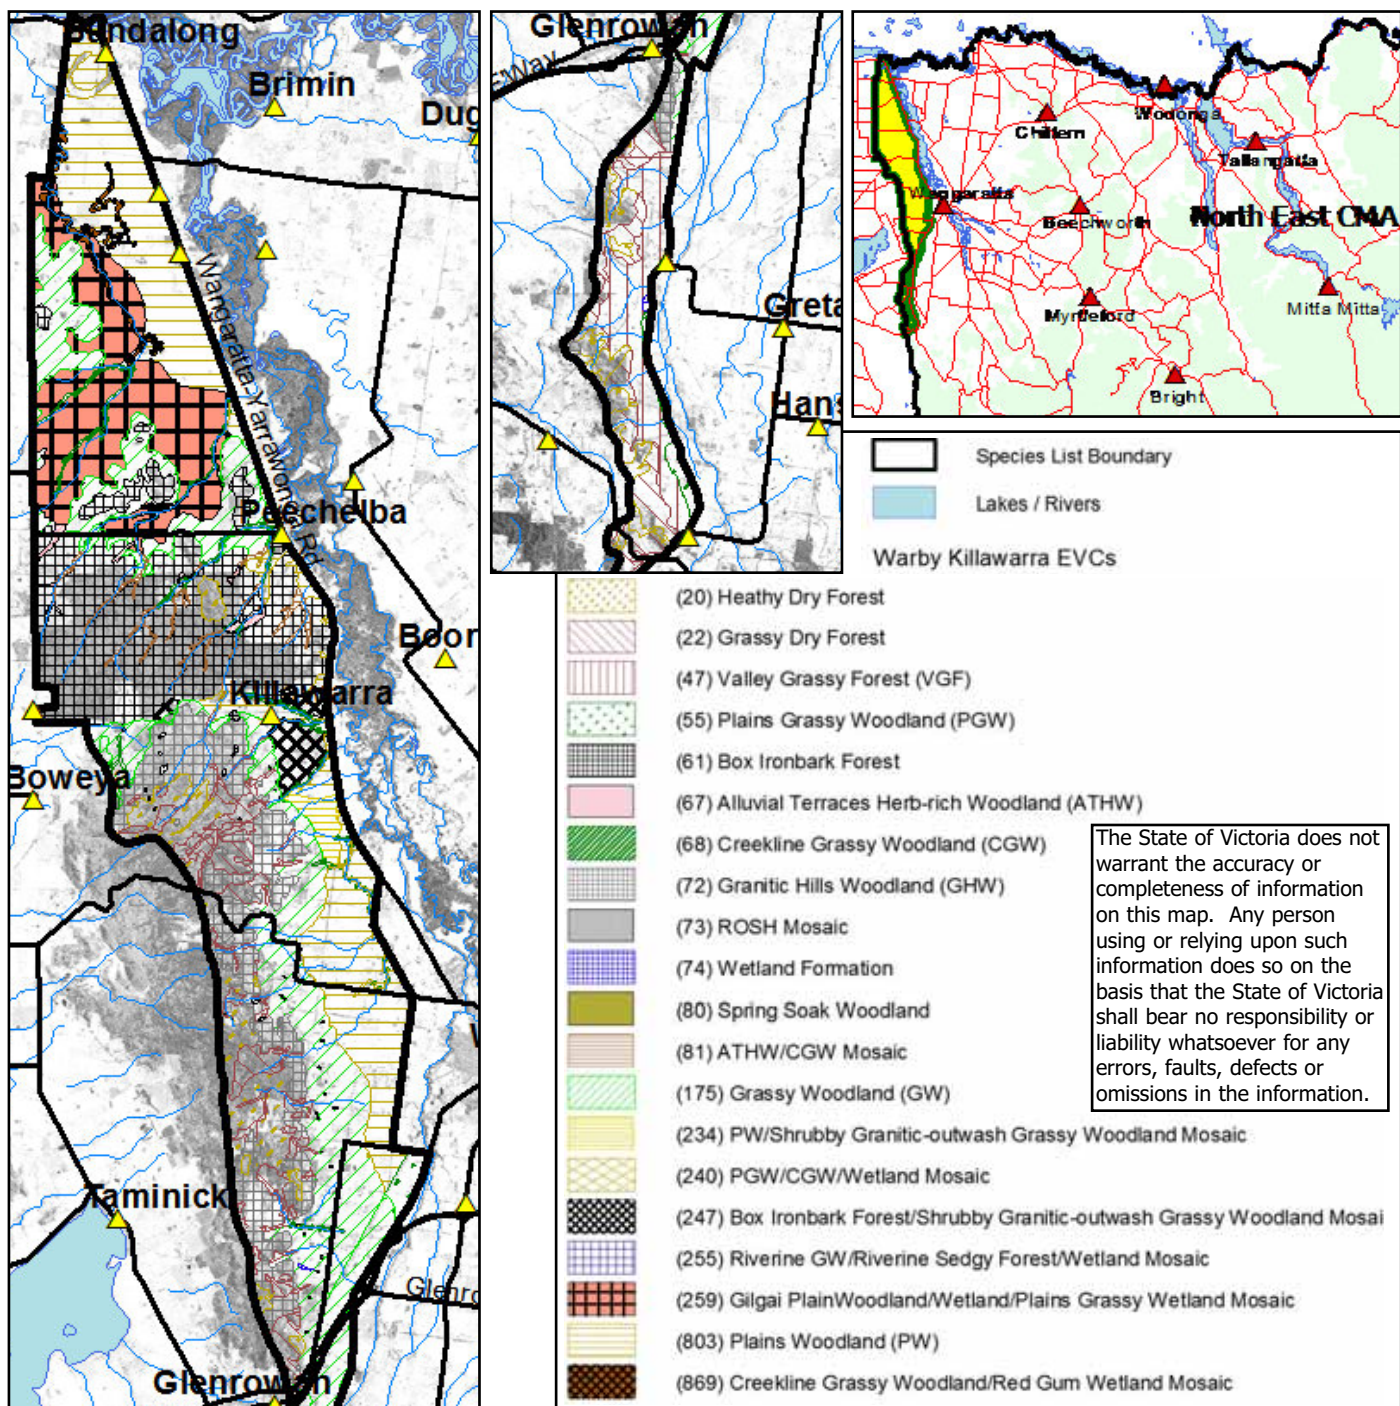 Bundalong
Brimin
Dug
Wangaratta-Yarrawonga Rd
Peechelba
Boor
Killawarra
Boweya
Taminick
Glenro
Glenrowan
Glenrowan
Way
Greta
Hans
Chiltern
Wodonga
Tallangatta
Wangaratta
Beechworth
North East CMA
Myrtleford
Mitta Mitta
Bright
Species List Boundary
Lakes / Rivers
Warby Killawarra EVCs
(20) Heathy Dry Forest
(22) Grassy Dry Forest
(47) Valley Grassy Forest (VGF)
(55) Plains Grassy Woodland (PGW)
(61) Box Ironbark Forest
(67) Alluvial Terraces Herb-rich Woodland (ATHW)
(68) Creekline Grassy Woodland (CGW)
(72) Granitic Hills Woodland (GHW)
(73) ROSH Mosaic
(74) Wetland Formation
(80) Spring Soak Woodland
(81) ATHW/CGW Mosaic
(175) Grassy Woodland (GW)
(234) PW/Shrubby Granitic-outwash Grassy Woodland Mosaic
(240) PGW/CGW/Wetland Mosaic
(247) Box Ironbark Forest/Shrubby Granitic-outwash Grassy Woodland Mosai
(255) Riverine GW/Riverine Sedgy Forest/Wetland Mosaic
(259) Gilgai PlainWoodland/Wetland/Plains Grassy Wetland Mosaic
(803) Plains Woodland (PW)
(869) Creekline Grassy Woodland/Red Gum Wetland Mosaic
The State of Victoria does not
warrant the accuracy or
completeness of information
on this map. Any person
using or relying upon such
information does so on the
basis that the State of Victoria
shall bear no responsibility or
liability whatsoever for any
errors, faults, defects or
omissions in the information.